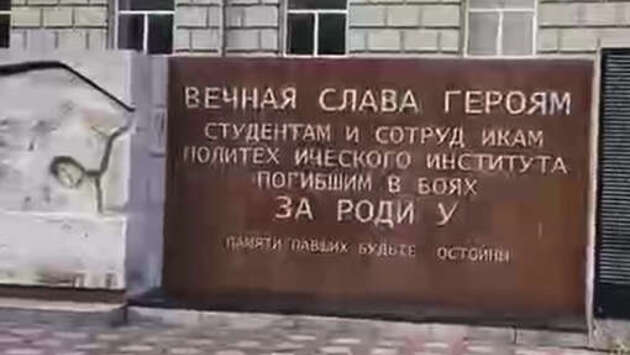 ВЕЧНАЯ СЛАВА ГЕРОЯМ
СТУДЕНТАМ И СОТРУД ИКАМ
ПОЛИТЕХ ИЧЕСКОГО ИНСТИТУТА
ПОГИБШИМ В БОЯХ
ЗА РОДИ У
ПАМЯТИ ПАВШИХ БУДЬТЕ ОСТОЙНЫ